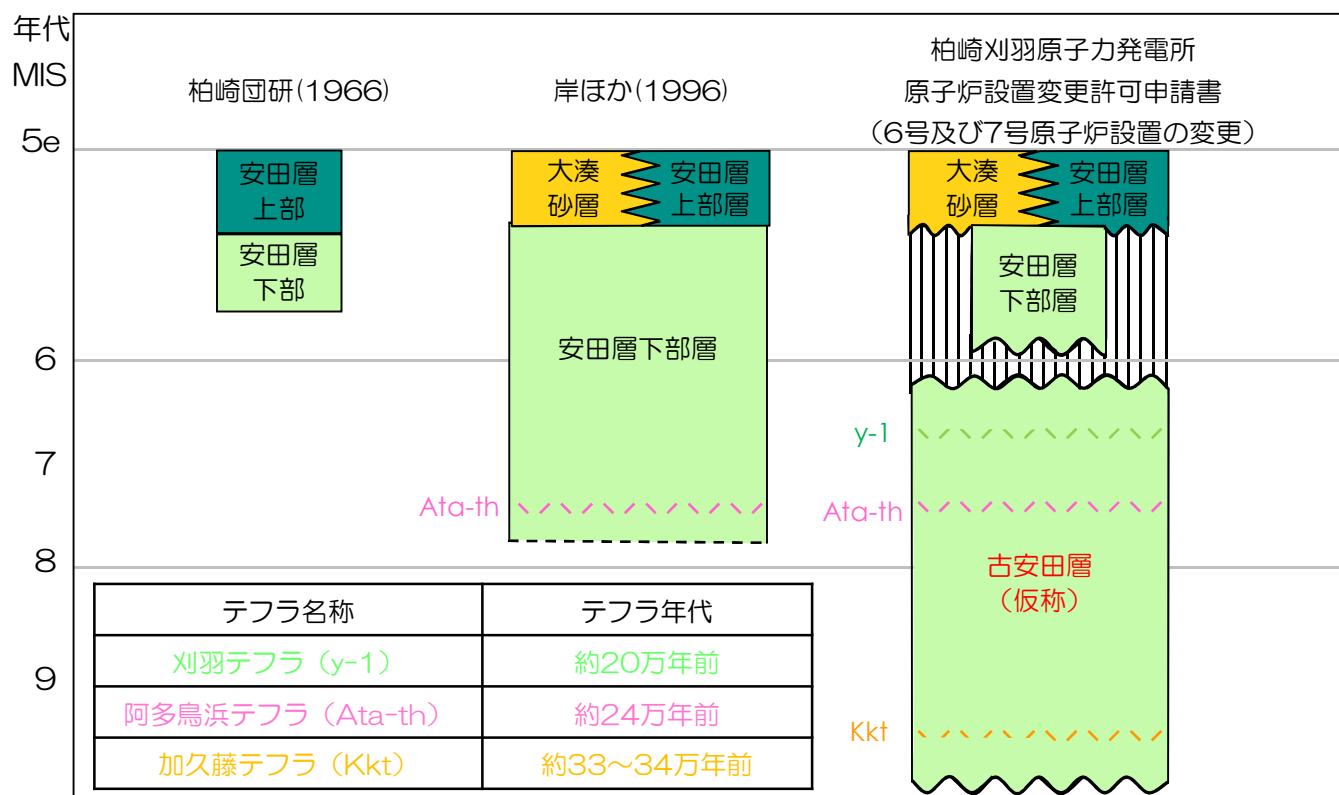 年代
MIS
5e
6
7
8
9
柏崎団研(1966)
安田層
上部
安田層
下部
岸ほか(1996)
大湊
砂層
安田層
上部層
安田層下部層
Ata-th
柏崎刈羽原子力発電所
原子炉設置変更許可申請書
（6号及び7号原子炉設置の変更）
大湊
砂層
安田層
上部層
安田層
下部層
y-1
Ata-th
古安田層
（仮称）
Kkt
テフラ名称 テフラ年代
刈羽テフラ（y-1） 約20万年前
阿多鳥浜テフラ（Ata-th） 約24万年前
加久藤テフラ（Kkt） 約33～34万年前